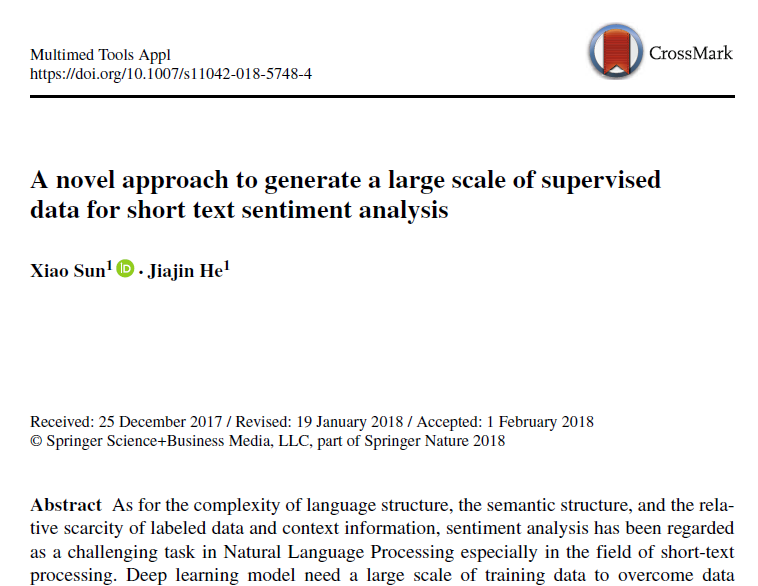 Multimed Tools Appl
https://doi.org/10.1007/s11042-018-5748-4
CrossMark
A novel approach to generate a large scale of supervised
data for short text sentiment analysis
Xiao Sun1 iD · Jiajin He1
Received: 25 December 2017 / Revised: 19 January 2018 / Accepted: 1 February 2018
© Springer Science+Business Media, LLC, part of Springer Nature 2018
Abstract As for the complexity of language structure, the semantic structure, and the rela-
tive scarcity of labeled data and context information, sentiment analysis has been regarded
as a challenging task in Natural Language Processing especially in the field of short-text
processing. Deep learning model need a large scale of training data to overcome data